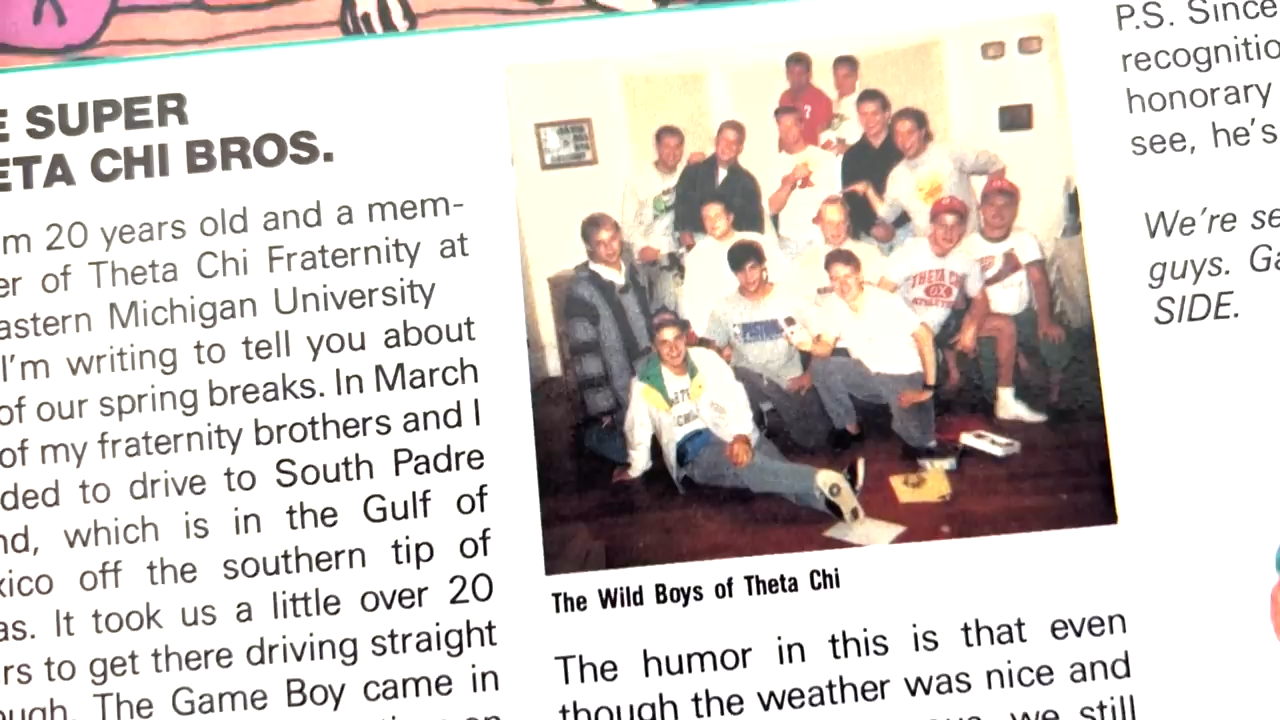 E SUPER
ETA CHI BROS.
m 20 years old and a mem-
er of Theta Chi Fraternity at
astern Michigan University
I'm writing to tell you about
of our spring breaks. In March
of my fraternity brothers and I
ded to drive to South Padre
nd, which is in the Gulf of
xico off the southern tip of
as. It took us a little over 20
rs to get there driving straight
ough. The Game Boy came in
THETA C
ΘX
The Wild Boys of Theta Chi
The humor in this is that even
though the weather was nice and
we still
P.S. Since
recognitio
honorary
see, he's
We're se
guys. Ga
SIDE.